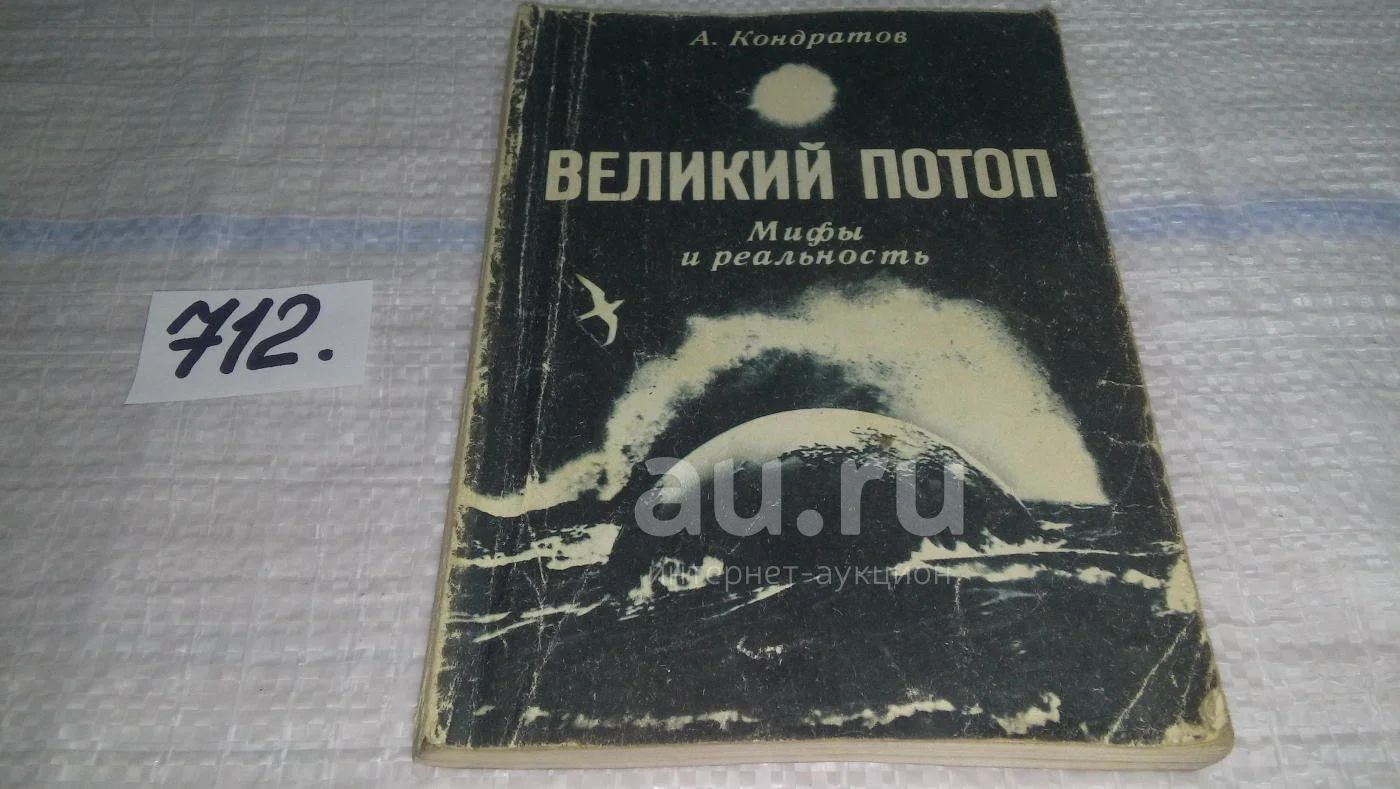 А. Кондратов
ВЕЛИКИЙ ПОТОП
Мифы
и реальность
712.
au.ru
интернет-аукцион